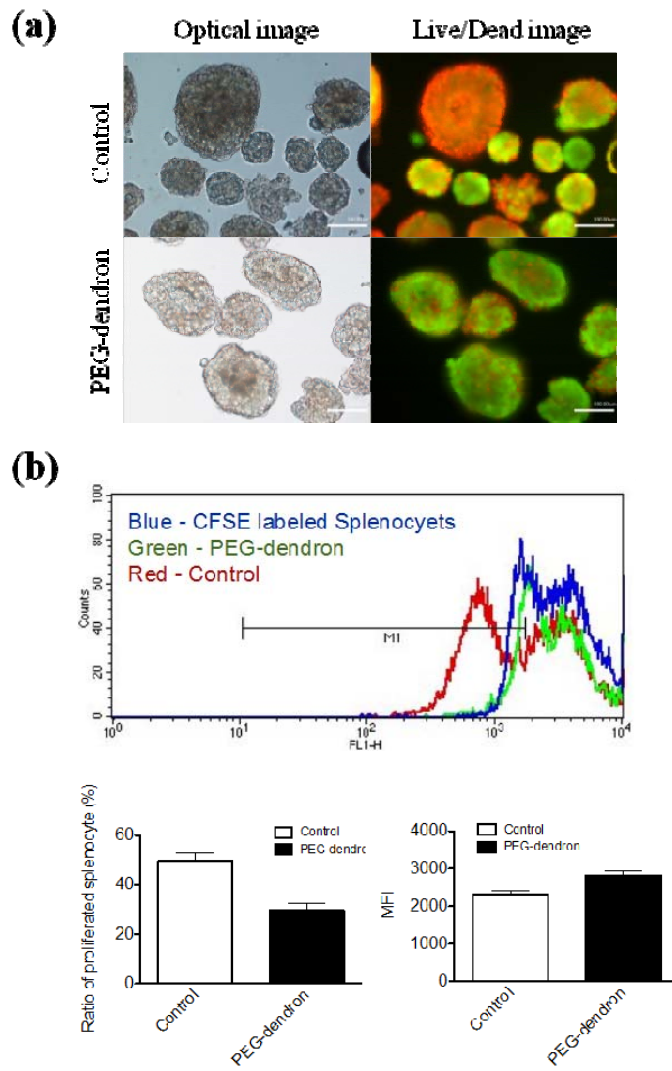 (a)
Optical image
Live/Dead image
Control
PEG-dendron
(b)
Blue - CFSE labeled Splenocyets
Green - PEG-dendron
Red - Control
Counts
100
80
60
40
20
0
M1
10^0
10^1
10^2
10^3
10^4
FL1-H
Ratio of proliferated splenocyte (%)
60
40
20
0
Control
PEG-dendro
Control
PEG-dendron
MFI
4000
3000
2000
1000
0
Control
PEG-dendron
Control
PEG-dendron